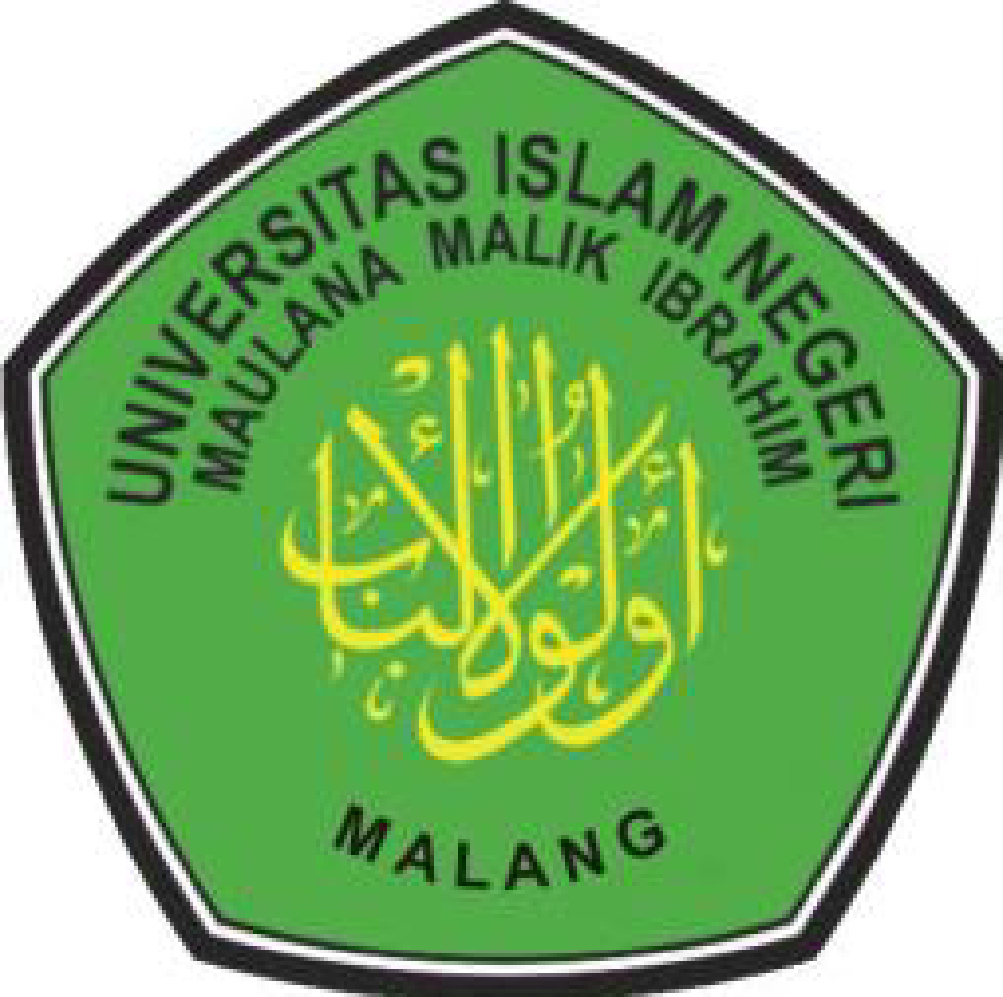 UNIVERSITAS ISLAM NEGERI
MAULANA MALIK IBRAHIM
أولو الألباب
MALANG